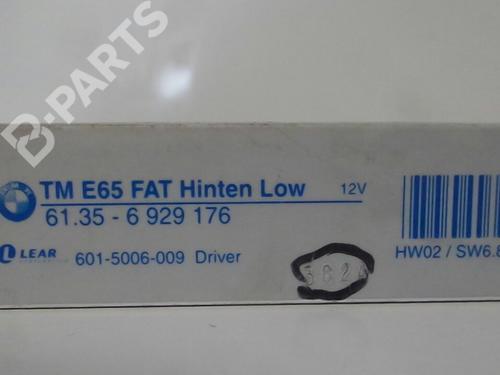 B-PARTS
TM E65 FAT Hinten Low 12V
61.35 - 6 929 176
LEAR
601-5006-009 Driver
HW02 / SW6.8